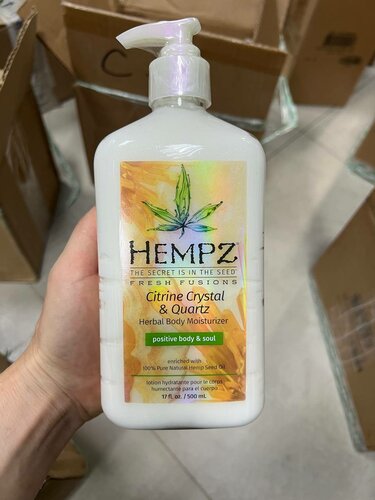 C
HEMPZ
THE SECRET IS IN THE SEED
FRESH FUSIONS
Citrine Crystal
& Quartz
Herbal Body Moisturizer
positive body & soul
enriched with
100% Pure Natural Hemp Seed Oil
lotion hydratante pour le corps
humectante para el cuerpo
17 fl. oz. / 500 mL